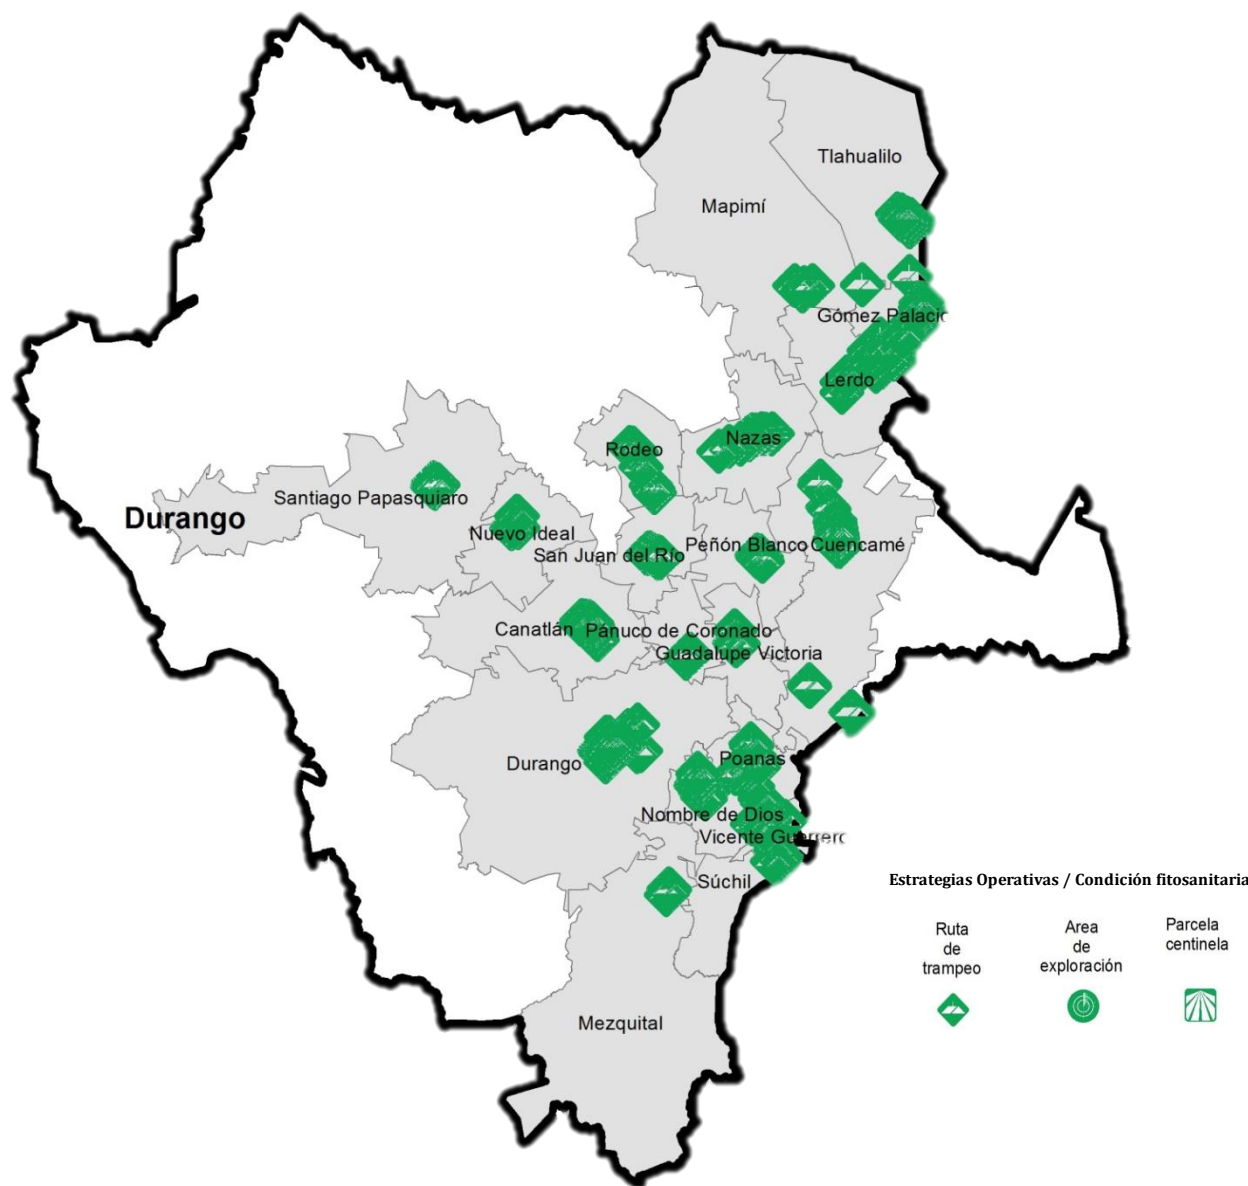 Tlahualilo
Mapimí
Gómez Palacio
Lerdo
Nazas
Rodeo
Santiago Papasquiaro
Durango
Nuevo Ideal
San Juan del Río
Peñón Blanco
Cuencamé
Canatlán
Pánuco de Coronado
Guadalupe Victoria
Durango
Poanas
Nombre de Dios
Vicente Guerrero
Súchil
Mezquital
Estrategias Operativas / Condición fitosanitaria
Ruta
de
trampeo
Area
de
exploración
Parcela
centinela